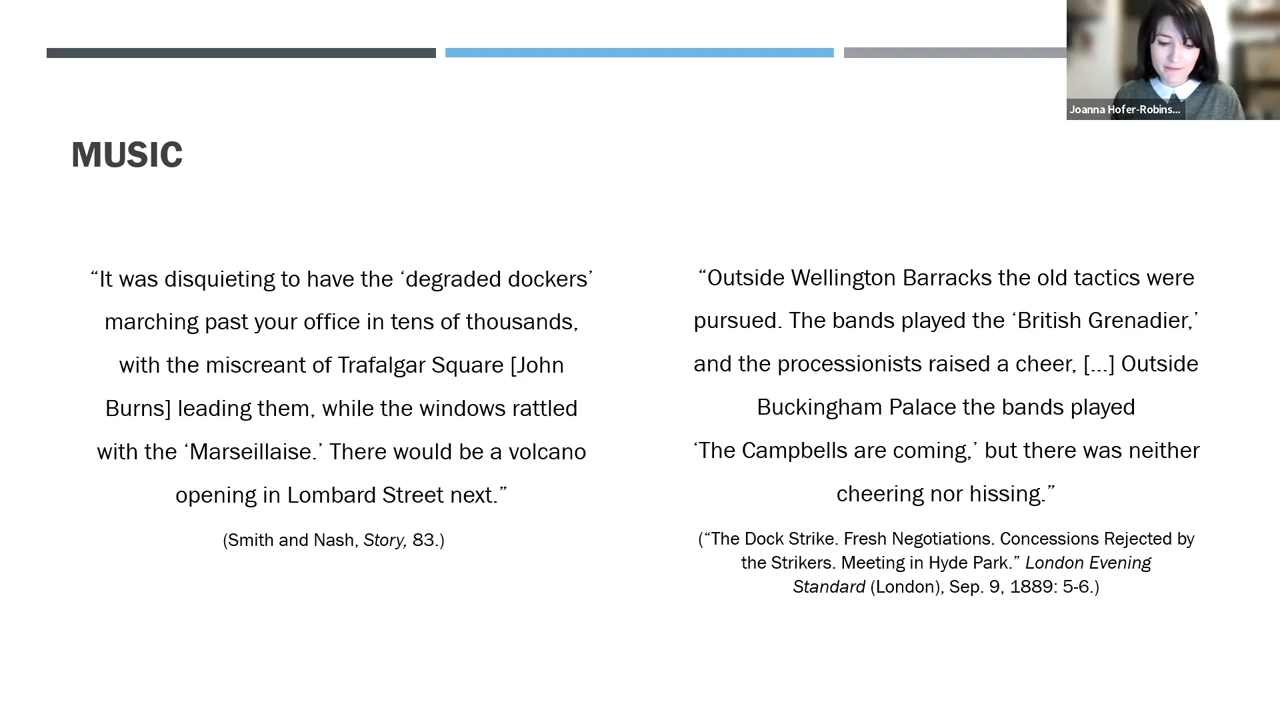 Joanna Hofer-Robins...
MUSIC
“It was disquieting to have the ‘degraded dockers’
marching past your office in tens of thousands,
with the miscreant of Trafalgar Square [John
Burns] leading them, while the windows rattled
with the ‘Marseillaise.’ There would be a volcano
opening in Lombard Street next.”
(Smith and Nash, Story, 83.)
“Outside Wellington Barracks the old tactics were
pursued. The bands played the ‘British Grenadier,’
and the processionists raised a cheer, [...] Outside
Buckingham Palace the bands played
‘The Campbells are coming,’ but there was neither
cheering nor hissing.”
(“The Dock Strike. Fresh Negotiations. Concessions Rejected by
the Strikers. Meeting in Hyde Park.” London Evening
Standard (London), Sep. 9, 1889: 5-6.)